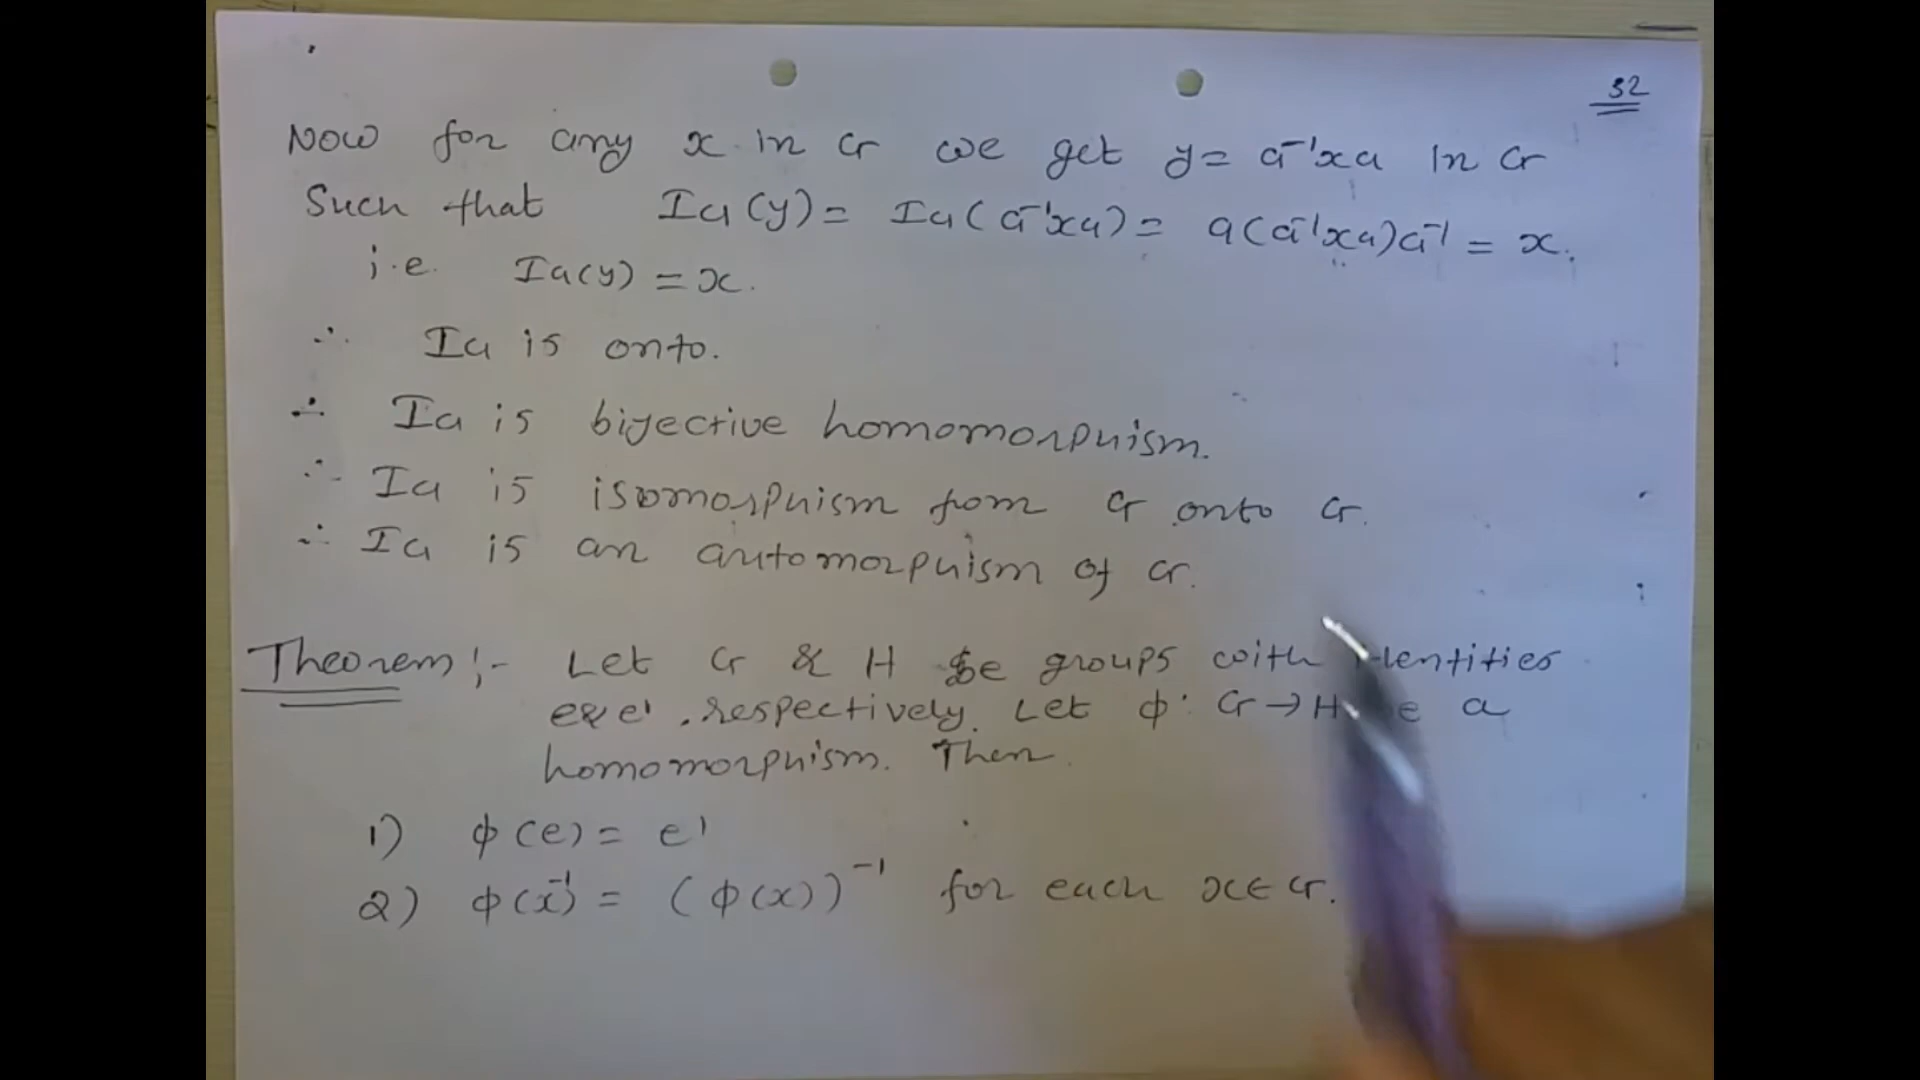 32
Now for any x in G we get y = a⁻¹xa in G
Such that Ia(y) = Ia(a⁻¹xa) = a(a⁻¹xa)a⁻¹ = x.
i.e. Ia(y) = x.
∴ Ia is onto.
∴ Ia is bijective homomorphism.
∴ Ia is isomorphism from G onto G.
∴ Ia is an automorphism of G.
Theorem :- Let G & H be groups with identities
e & e' respectively. Let φ: G → H a
homomorphism. Then
1) φ(e) = e'
2) φ(x⁻¹) = (φ(x))⁻¹ for each x ∈ G.